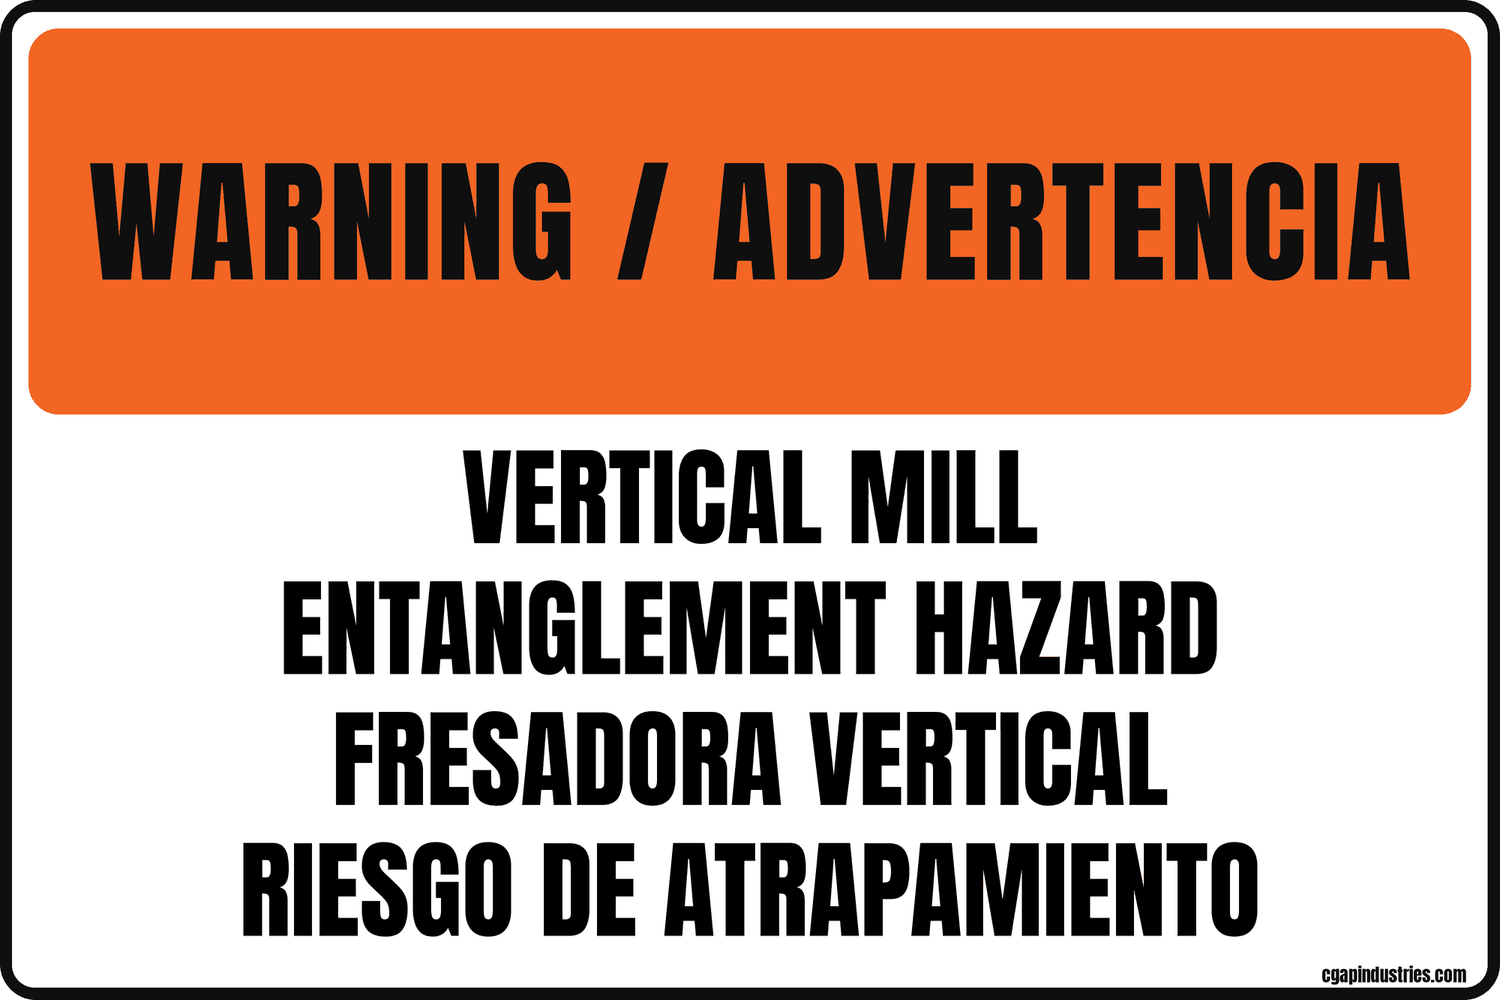 WARNING / ADVERTENCIA
VERTICAL MILL
ENTANGLEMENT HAZARD
FRESADORA VERTICAL
RIESGO DE ATRAPAMIENTO
cgapindustries.com